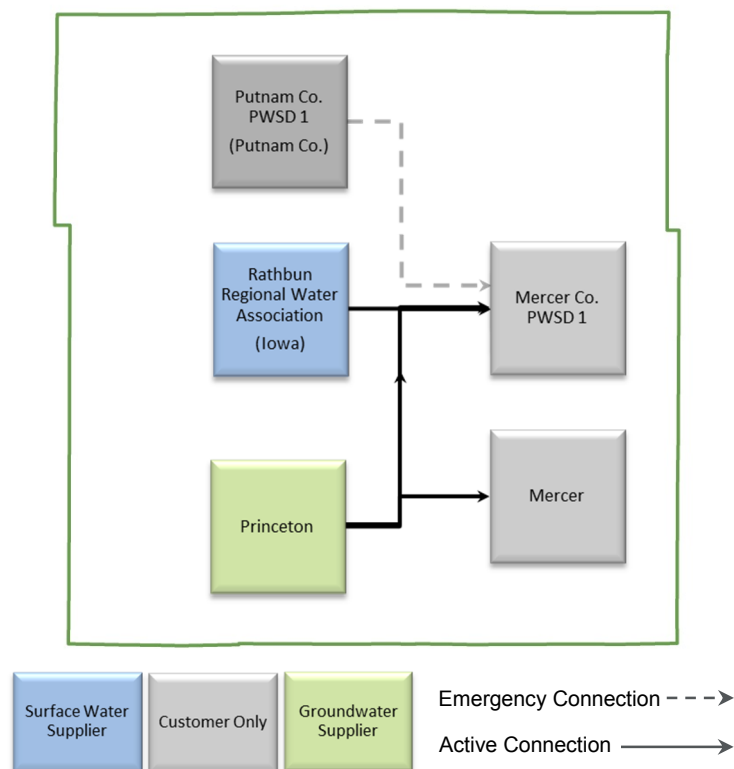 Putnam Co.
PWSD 1
(Putnam Co.)
Rathbun
Regional Water
Association
(Iowa)
Mercer Co.
PWSD 1
Princeton
Mercer
Surface Water
Supplier
Customer Only
Groundwater
Supplier
Emergency Connection
Active Connection